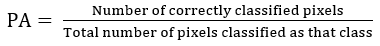 PA = Number of correctly classified pixels
Total number of pixels classified as that class